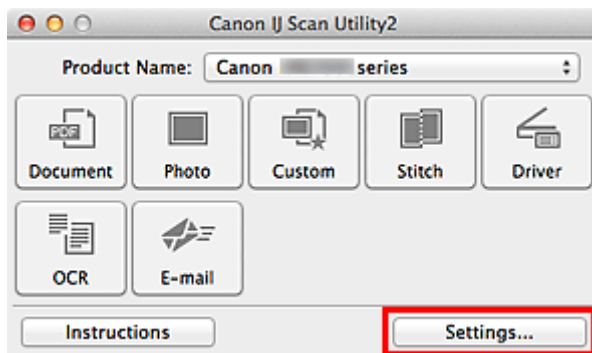 Canon IJ Scan Utility2
Product Name: Canon series
Document Photo Custom Stitch Driver
OCR E-mail
Instructions Settings...